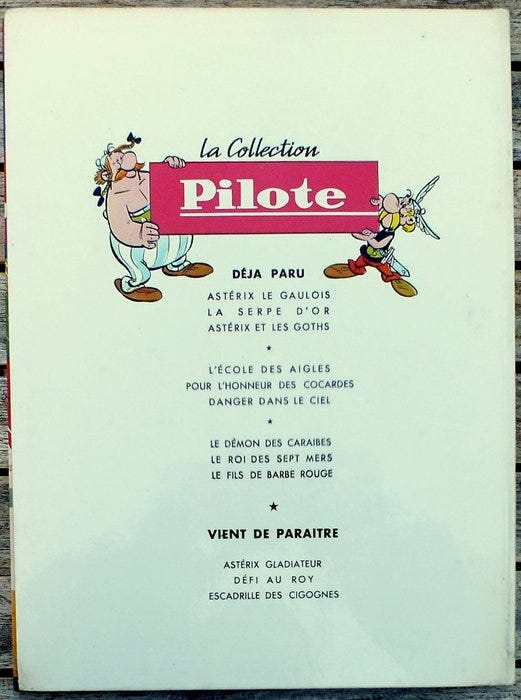 La Collection
Pilote
DÉJA PARU
ASTÉRIX LE GAULOIS
LA SERPE D'OR
ASTÉRIX ET LES GOTHS
★
L'ÉCOLE DES AIGLES
POUR L'HONNEUR DES COCARDES
DANGER DANS LE CIEL
★
LE DÉMON DES CARAIBES
LE ROI DES SEPT MERS
LE FILS DE BARBE ROUGE
★
VIENT DE PARAITRE
ASTÉRIX GLADIATEUR
DÉFI AU ROY
ESCADRILLE DES CIGOGNES